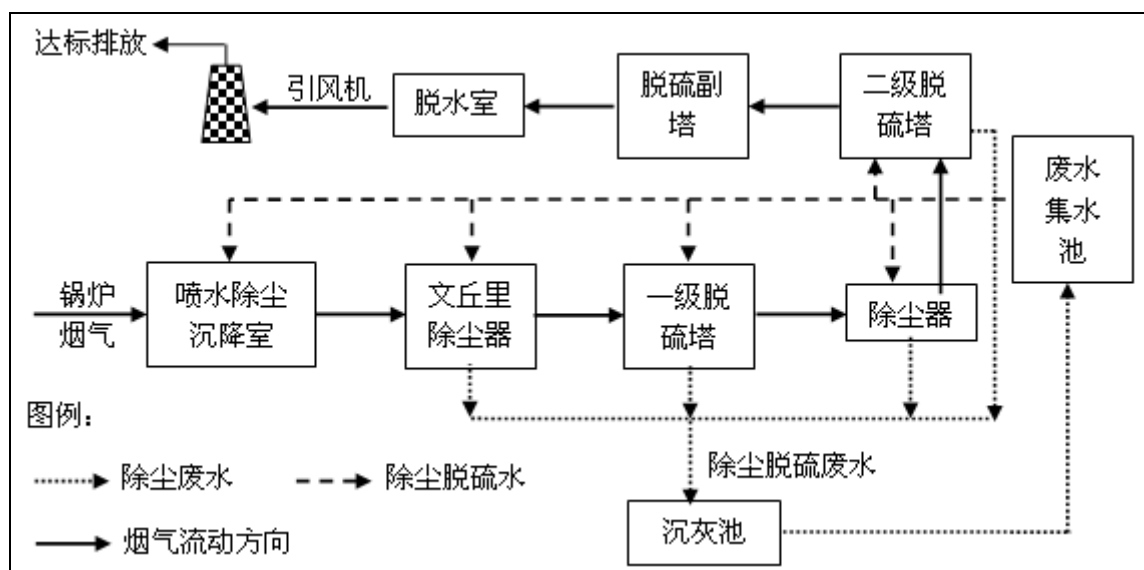 达标排放
引风机
脱水室
脱硫副
塔
二级脱
硫塔
废水
集水
池
锅炉
烟气
喷水除尘
沉降室
文丘里
除尘器
一级脱
硫塔
除尘器
图例：
除尘废水
除尘脱硫水
除尘脱硫废水
烟气流动方向
沉灰池